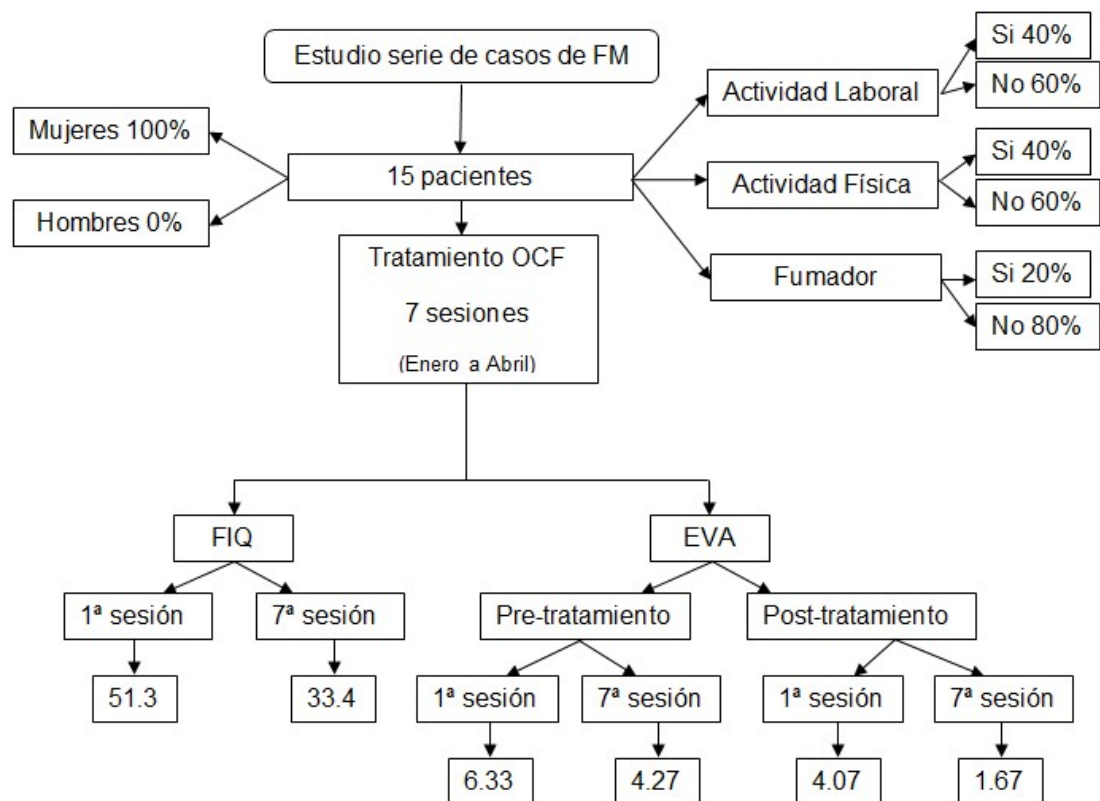 Estudio serie de casos de FM
Mujeres 100%
Hombres 0%
15 pacientes
Actividad Laboral
Si 40%
No 60%
Actividad Física
Si 40%
No 60%
Fumador
Si 20%
No 80%
Tratamiento OCF
7 sesiones
(Enero a Abril)
FIQ
EVA
1ª sesión
7ª sesión
Pre-tratamiento
Post-tratamiento
51.3
33.4
1ª sesión
7ª sesión
1ª sesión
7ª sesión
6.33
4.27
4.07
1.67